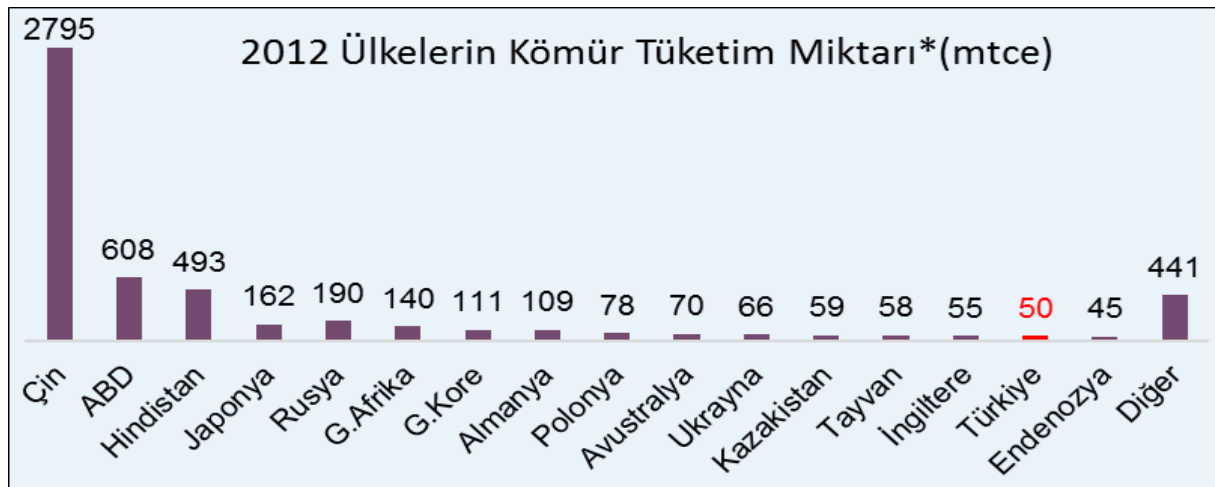 2012 Ülkelerin Kömür Tüketim Miktarı*(mtce)
2795
608
493
162
190
140
111
109
78
70
66
59
58
55
50
45
441
Çin
ABD
Hindistan
Japonya
Rusya
G.Afrika
G.Kore
Almanya
Polonya
Avustralya
Ukrayna
Kazakistan
Tayvan
İngiltere
Türkiye
Endenozya
Diğer